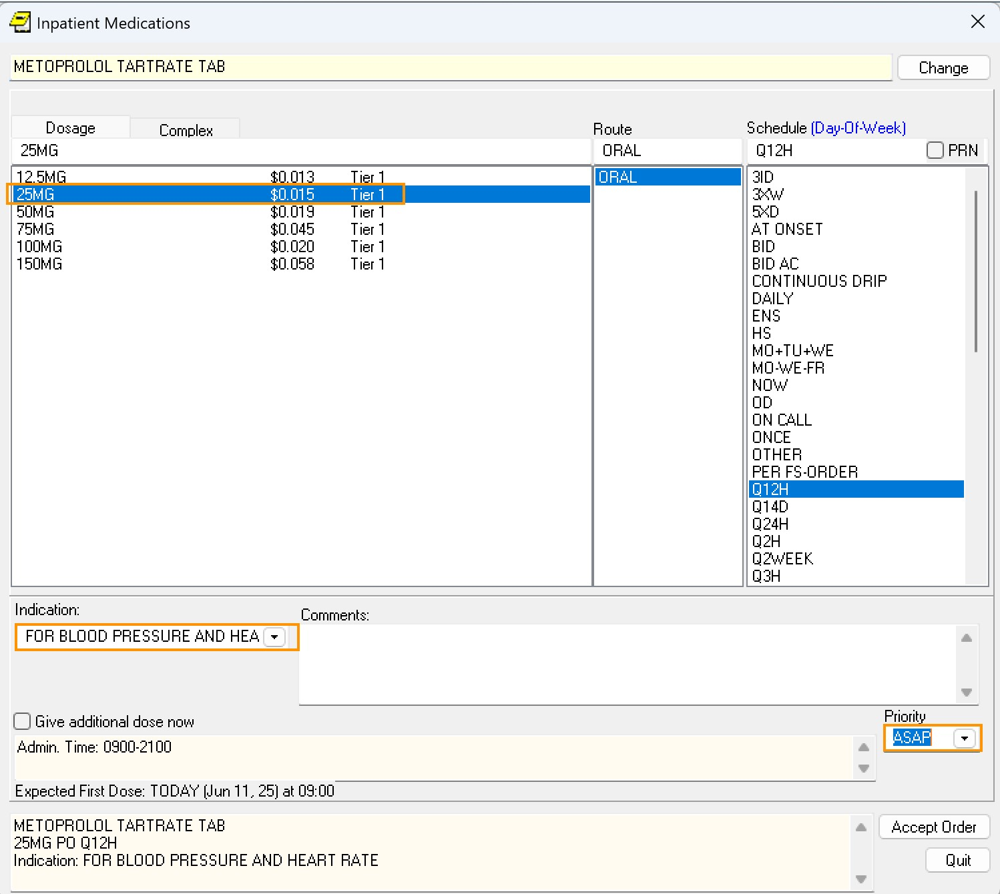 Inpatient Medications
METOPROLOL TARTRATE TAB
Change
Dosage
Complex
Route
Schedule (Day-Of-Week)
25MG
ORAL
Q12H
PRN
12.5MG $0.013 Tier 1
25MG $0.015 Tier 1
50MG $0.019 Tier 1
75MG $0.045 Tier 1
100MG $0.020 Tier 1
150MG $0.058 Tier 1
ORAL
3ID
3XW
5XD
AT ONSET
BID
BID AC
CONTINUOUS DRIP
DAILY
ENS
HS
MO+TU+WE
MO-WE-FR
NOW
OD
ON CALL
ONCE
OTHER
PER FS-ORDER
Q12H
Q14D
Q24H
Q2H
Q2WEEK
Q3H
Indication:
FOR BLOOD PRESSURE AND HEA
Comments:
Give additional dose now
Priority
ASAP
Admin. Time: 0900-2100
Expected First Dose: TODAY (Jun 11, 25) at 09:00
METOPROLOL TARTRATE TAB
25MG PO Q12H
Indication: FOR BLOOD PRESSURE AND HEART RATE
Accept Order
Quit